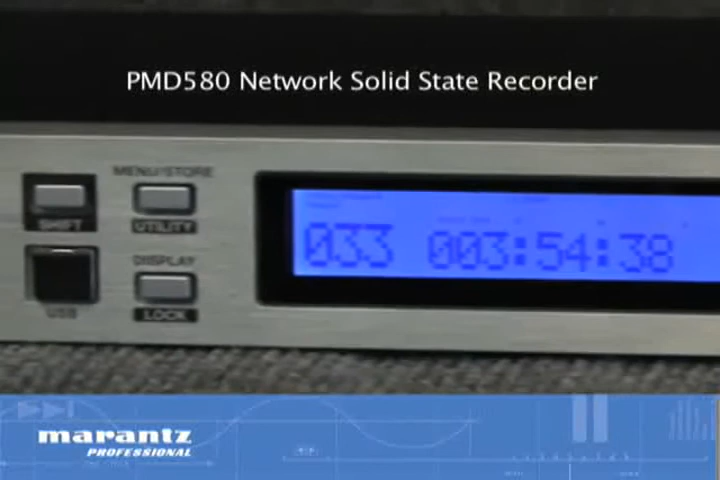 PMD580 Network Solid State Recorder
MENU/STORE
SHIFT
UTILITY
033 003:54:38
DISPLAY
USB
LOCK
marantz
PROFESSIONAL